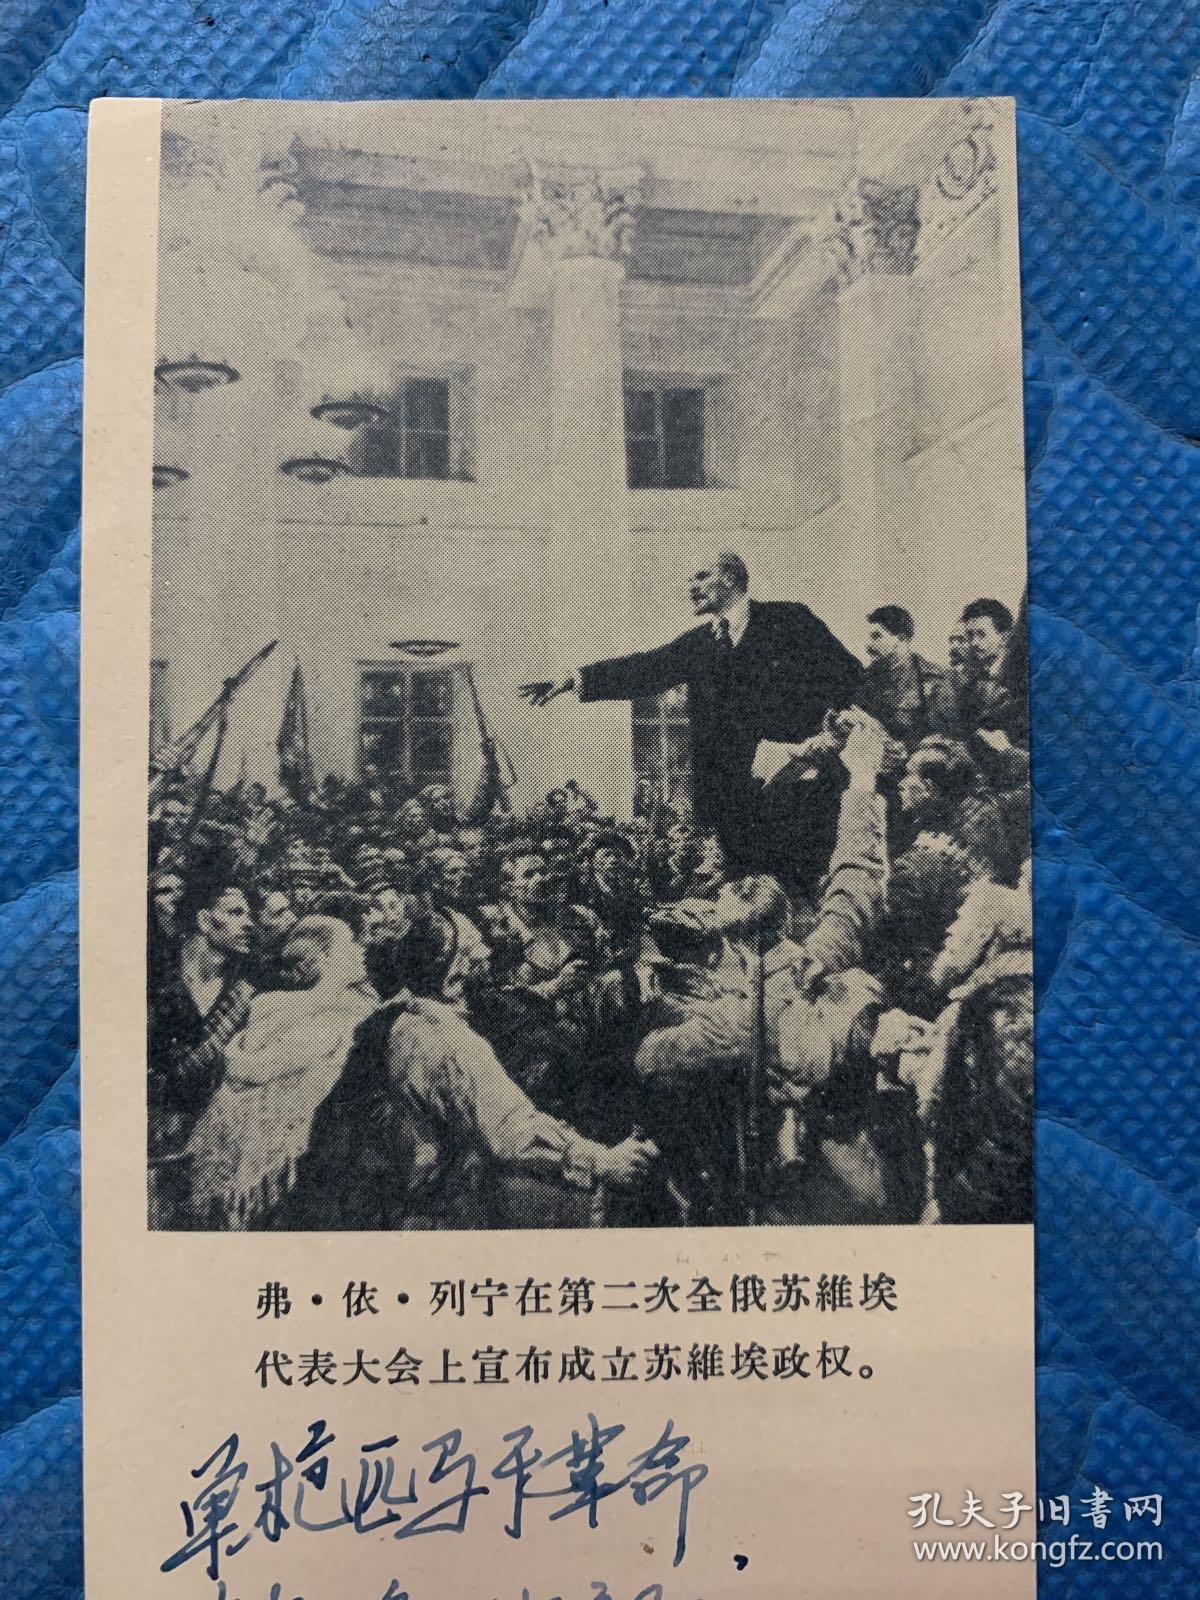 弗·依·列宁在第二次全俄苏維埃
代表大会上宣布成立苏維埃政权。
单枪匹马干革命，
孔夫子旧书网
www.kongfz.com